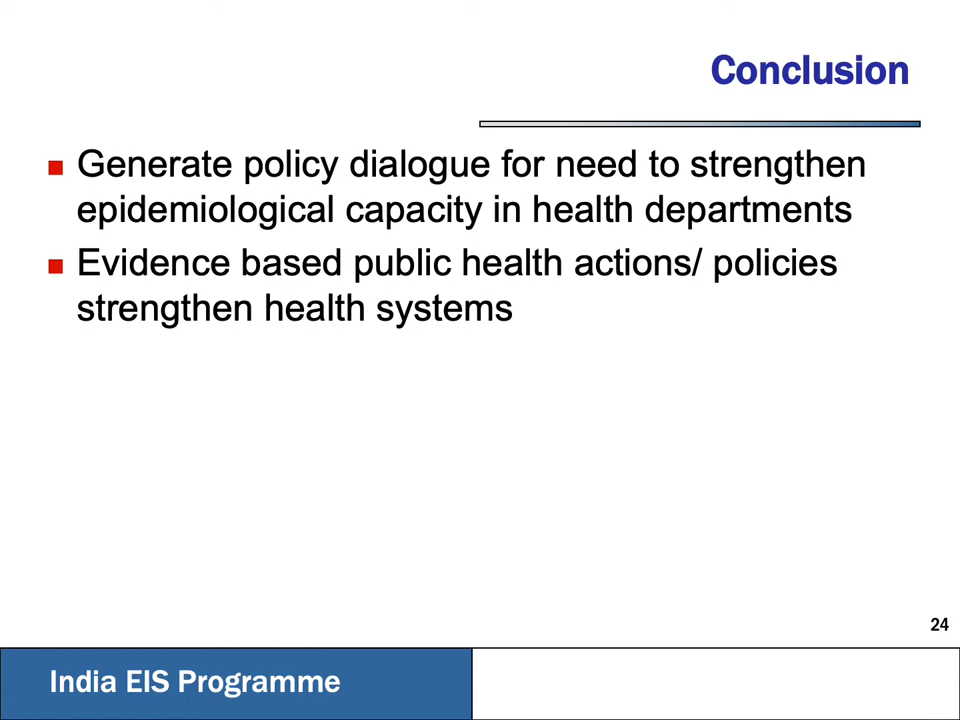 Conclusion
Generate policy dialogue for need to strengthen
epidemiological capacity in health departments
Evidence based public health actions/ policies
strengthen health systems
24
India EIS Programme